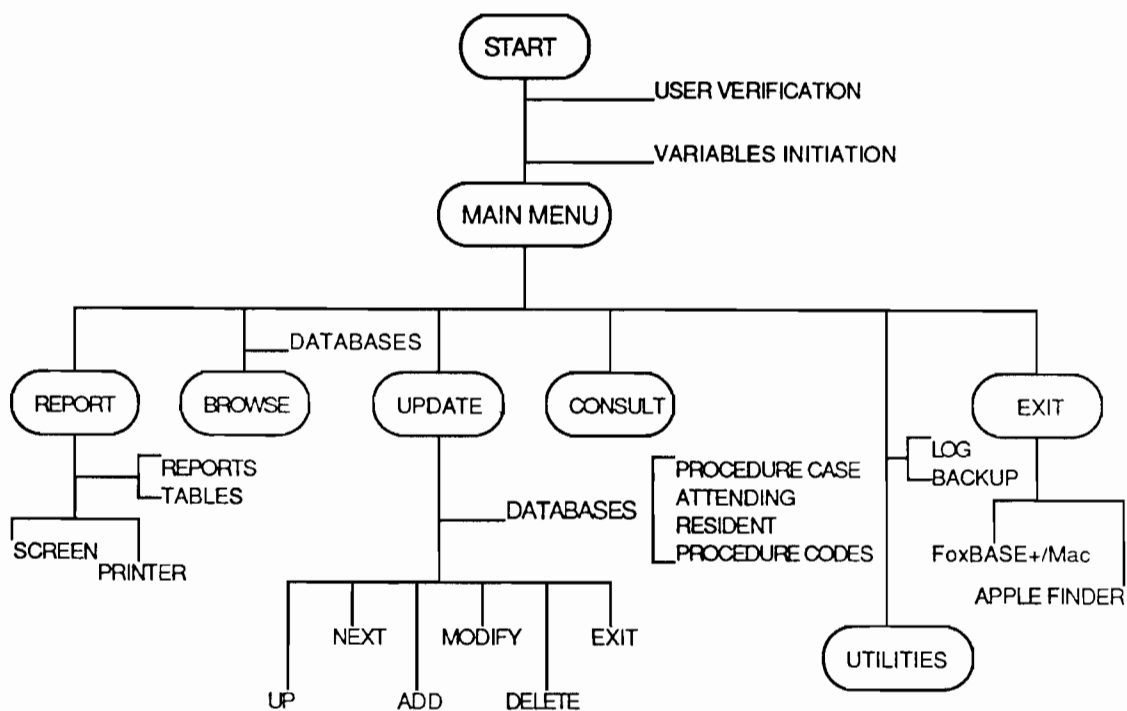 START
USER VERIFICATION
VARIABLES INITIATION
MAIN MENU
DATABASES
REPORT
BROWSE
UPDATE
CONSULT
EXIT
REPORTS
TABLES
SCREEN
PRINTER
DATABASES
PROCEDURE CASE
ATTENDING
RESIDENT
PROCEDURE CODES
LOG
BACKUP
FoxBASE+/Mac
APPLE FINDER
NEXT
MODIFY
EXIT
UP
ADD
DELETE
UTILITIES